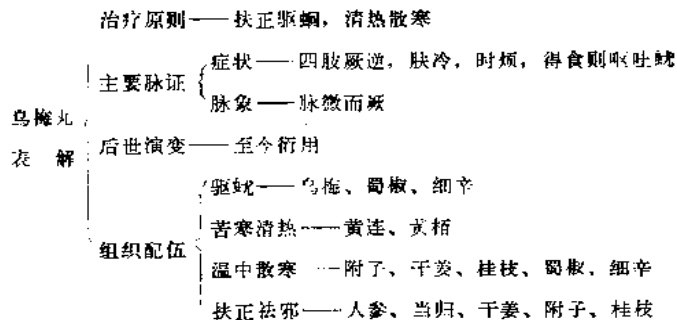 治疗原则——扶正驱蛔，清热散寒
主要脉证
症状——四肢厥逆，肤冷，时烦，得食则呕吐蚘
脉象——脉微而厥
乌梅丸
表 解
后世演变——至今衍用
组织配伍
驱蚘——乌梅、蜀椒、细辛
苦寒清热——黄连、黄栢
温中散寒——附子、干姜、桂枝、蜀椒、细辛
扶正祛邪——人参、当归、干姜、附子、桂枝